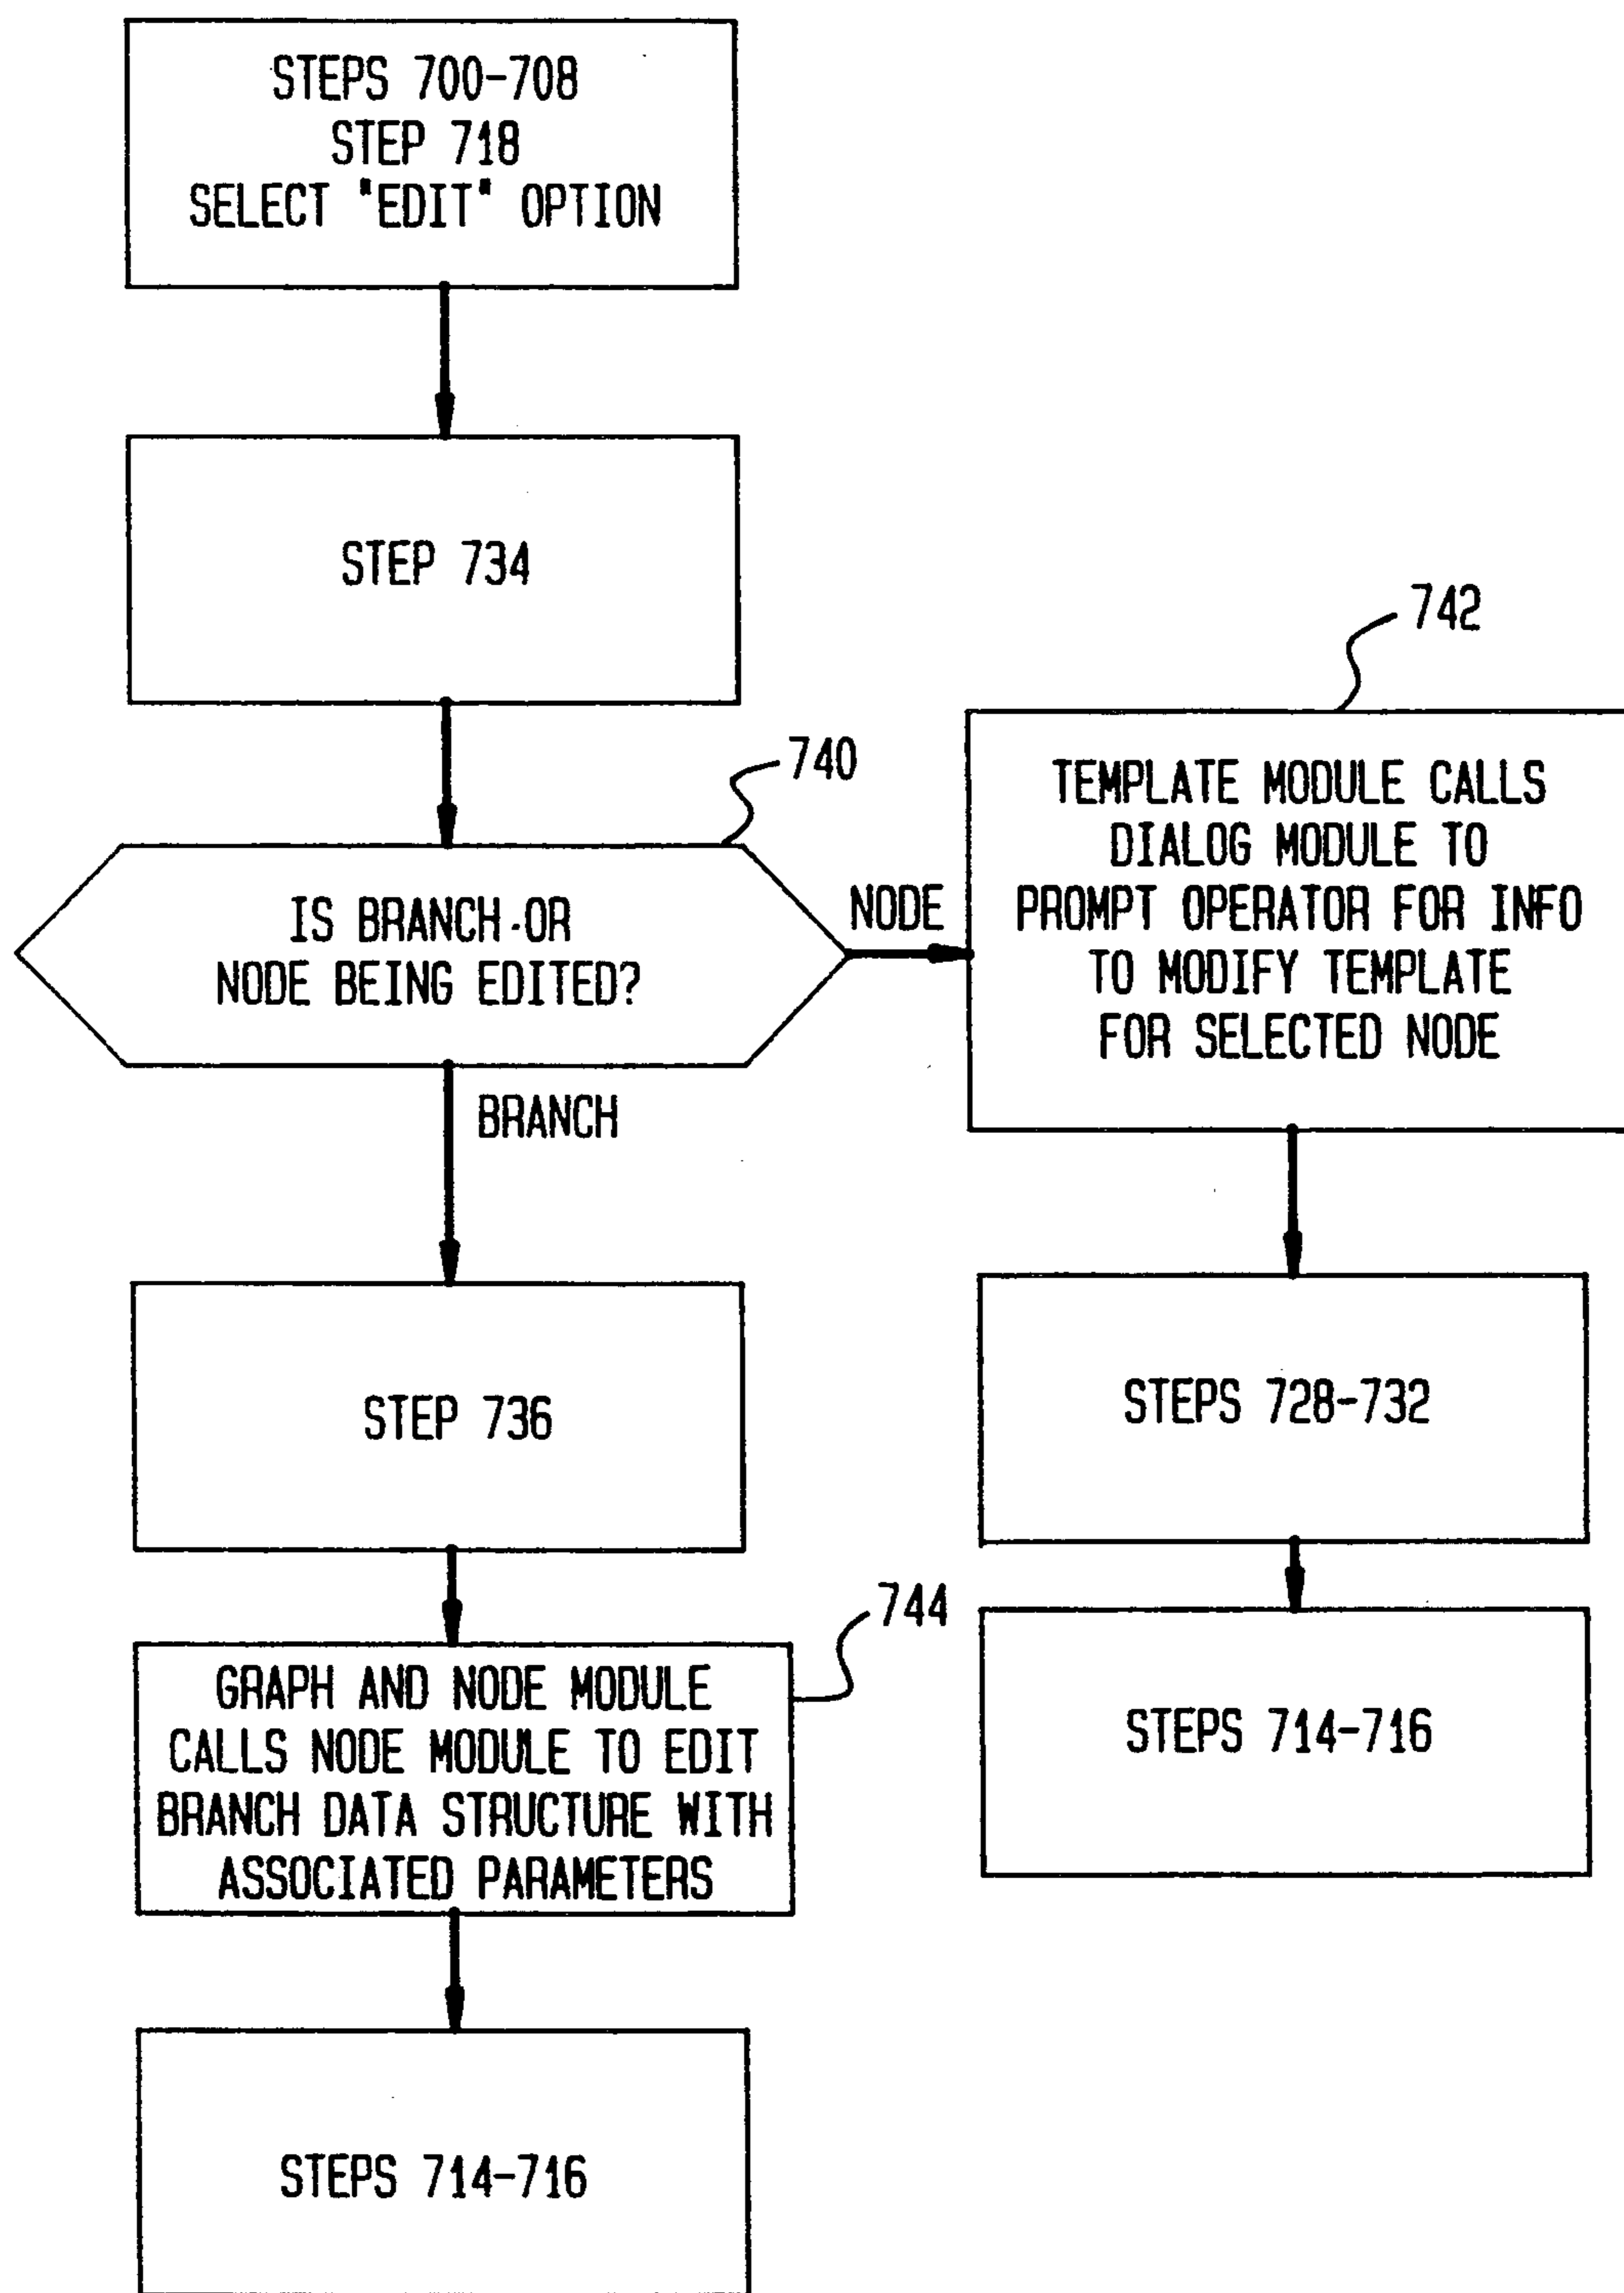 STEPS 700-708
STEP 718
SELECT "EDIT" OPTION
STEP 734
740
IS BRANCH OR
NODE BEING EDITED?
NODE
BRANCH
742
TEMPLATE MODULE CALLS
DIALOG MODULE TO
PROMPT OPERATOR FOR INFO
TO MODIFY TEMPLATE
FOR SELECTED NODE
STEP 736
STEPS 728-732
744
GRAPH AND NODE MODULE
CALLS NODE MODULE TO EDIT
BRANCH DATA STRUCTURE WITH
ASSOCIATED PARAMETERS
STEPS 714-716
STEPS 714-716